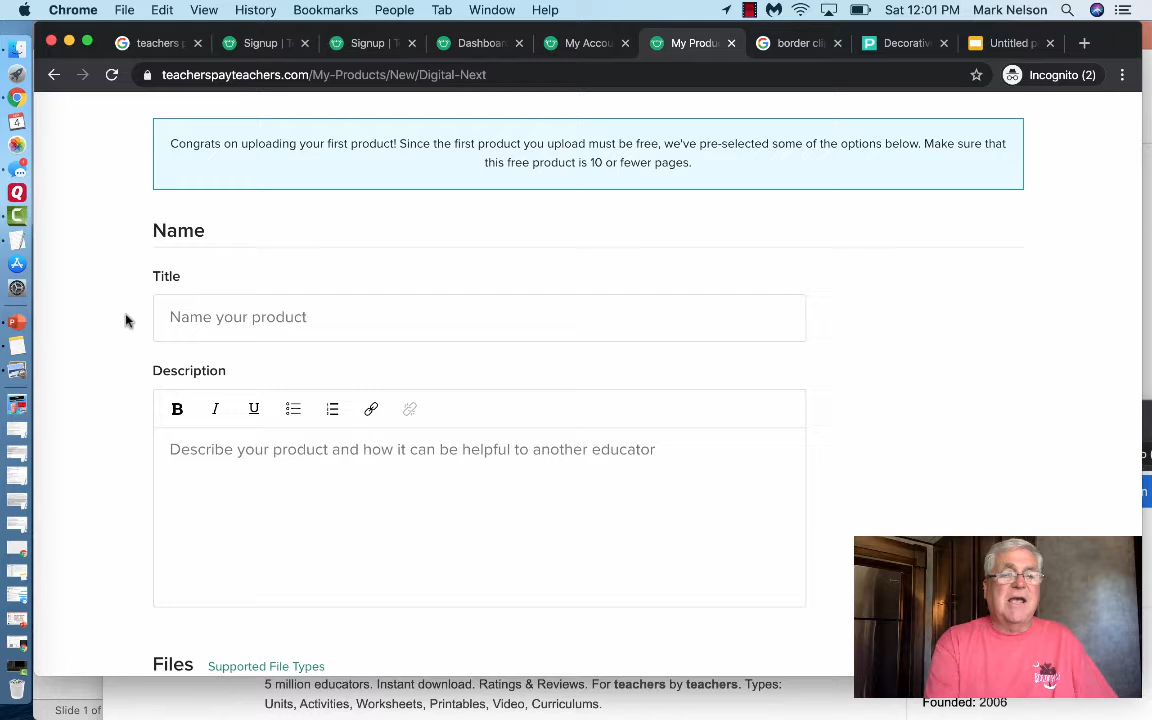 Chrome File Edit View History Bookmarks People Tab Window Help Sat 12:01 PM Mark Nelson
teachers p Signup | T Signup | T Dashboar My Accou My Produ border cli Decorativ Untitled p
teacherspayteachers.com/My-Products/New/Digital-Next Incognito (2)
Congrats on uploading your first product! Since the first product you upload must be free, we've pre-selected some of the options below. Make sure that
this free product is 10 or fewer pages.
Name
Title
Name your product
Description
B I U
Describe your product and how it can be helpful to another educator
Files Supported File Types
5 million educators. Instant download. Ratings & Reviews. For teachers by teachers. Types:
Units, Activities, Worksheets, Printables, Video, Curriculums.
Founded: 2006
Slide 1 of